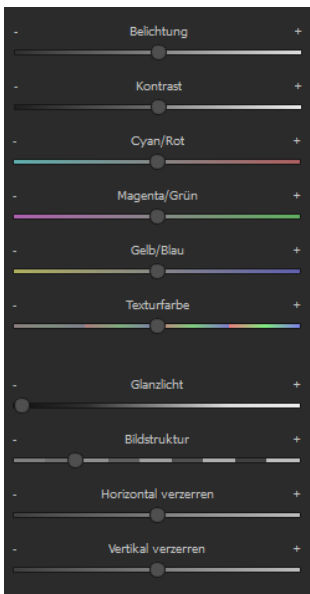 - Belichtung +
- Kontrast +
- Cyan/Rot +
- Magenta/Grün +
- Gelb/Blau +
- Texturfarbe +
- Glanzlicht +
- Bildstruktur +
- Horizontal verzerren +
- Vertikal verzerren +